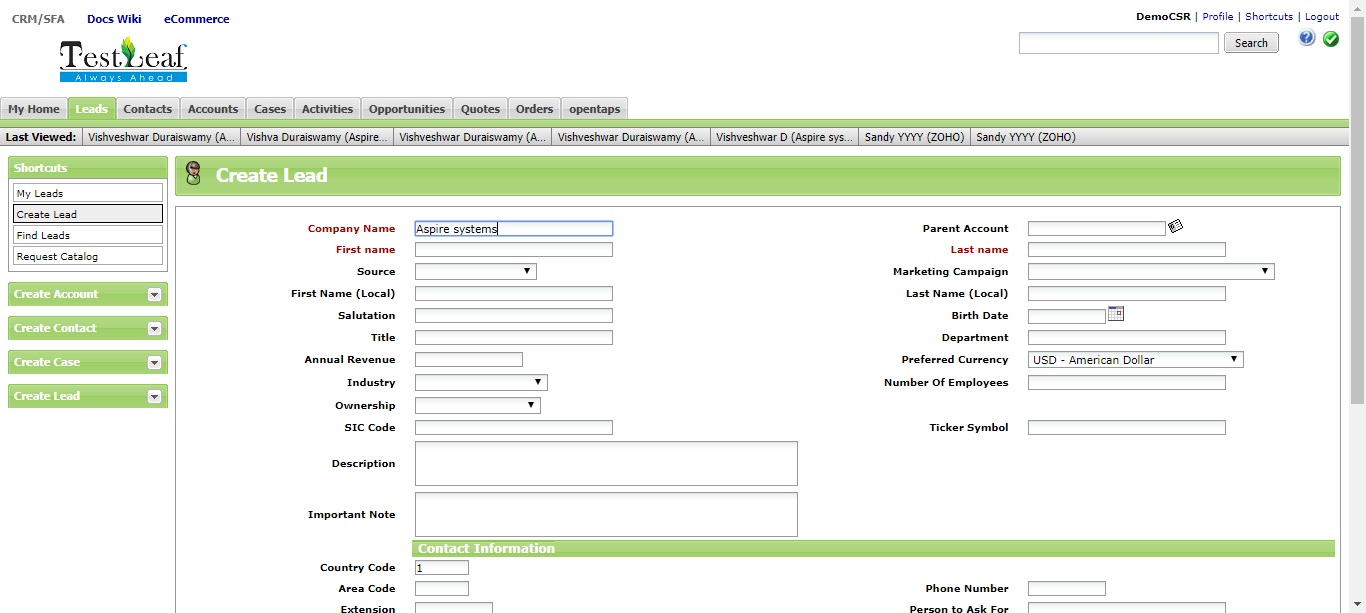 CRM/SFA Docs Wiki eCommerce
DemoCSR | Profile | Shortcuts | Logout
TestLeaf
Always Ahead
Search
My Home Leads Contacts Accounts Cases Activities Opportunities Quotes Orders opentaps
Last Viewed: Vishveshwar Duraiswamy (A... Vishva Duraiswamy (Aspire... Vishveshwar Duraiswamy (A... Vishveshwar Duraiswamy (A... Vishveshwar D (Aspire sys... Sandy YYYY (ZOHO) Sandy YYYY (ZOHO)
Shortcuts
My Leads
Create Lead
Find Leads
Request Catalog
Create Account
Create Contact
Create Case
Create Lead
Create Lead
Company Name Aspire systems Parent Account
First name Last name
Source Marketing Campaign
First Name (Local) Last Name (Local)
Salutation Birth Date
Title Department
Annual Revenue Preferred Currency USD - American Dollar
Industry Number Of Employees
Ownership
SIC Code Ticker Symbol
Description
Important Note
Contact Information
Country Code 1
Area Code Phone Number
Extension Person to Ask For